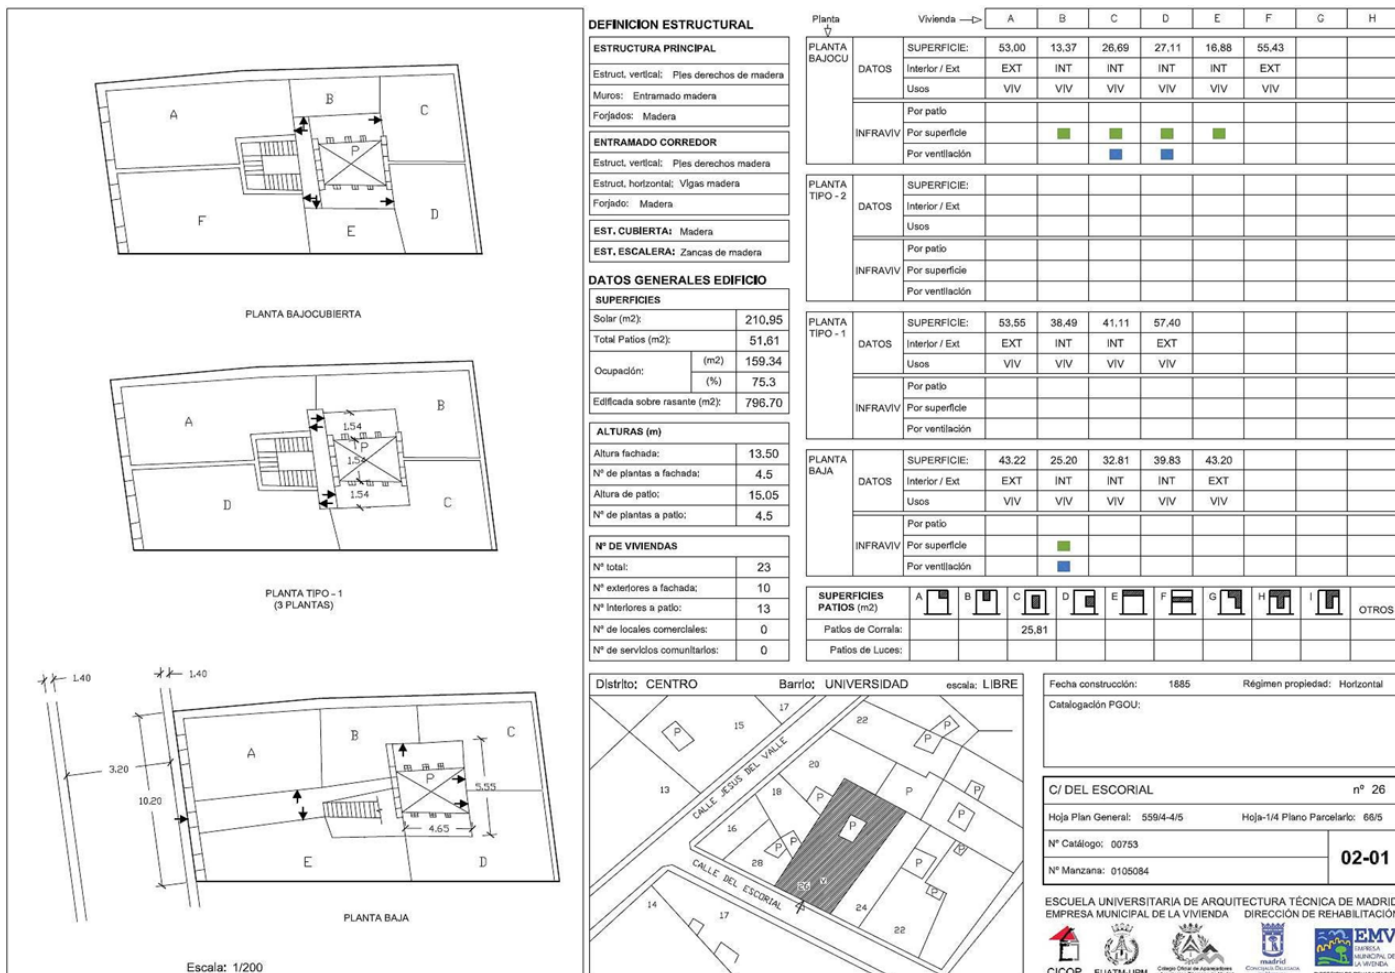 A
B
C
P
F
E
D
PLANTA BAJOCUBIERTA
A
B
1.54
P
1.54
1.54
D
C
PLANTA TIPO - 1
(3 PLANTAS)
1.40
1.40
A
B
C
P
3.20
10.20
5.55
4.65
E
D
PLANTA BAJA
Escala: 1/200
DEFINICION ESTRUCTURAL
ESTRUCTURA PRINCIPAL
Estruct. vertical: Pies derechos de madera
Muros: Entramado madera
Forjados: Madera
ENTRAMADO CORREDOR
Estruct. vertical: Pies derechos madera
Estruct. horizontal: Vigas madera
Forjado: Madera
EST. CUBIERTA: Madera
EST. ESCALERA: Zancas de madera
DATOS GENERALES EDIFICIO
SUPERFICIES
Solar (m2): 210.95
Total Patios (m2): 51.61
Ocupación: (m2) 159.34
(%) 75.3
Edificada sobre rasante (m2): 796.70
ALTURAS (m)
Altura fachada: 13.50
Nº de plantas a fachada: 4.5
Altura de patio: 15.05
Nº de plantas a patio: 4.5
Nº DE VIVIENDAS
Nº total: 23
Nº exteriores a fachada: 10
Nº interiores a patio: 13
Nº de locales comerciales: 0
Nº de servicios comunitarios: 0
Planta Vivienda A B C D E F G H
PLANTA BAJOCU
DATOS
SUPERFICIE: 53,00 13,37 26,69 27,11 16,88 55,43
Interior / Ext EXT INT INT INT INT EXT
Usos VIV VIV VIV VIV VIV VIV
INFRAVIV
Por patio
Por superficie
Por ventilación
PLANTA TIPO - 2
DATOS
SUPERFICIE:
Interior / Ext
Usos
INFRAVIV
Por patio
Por superficie
Por ventilación
PLANTA TIPO - 1
DATOS
SUPERFICIE: 53,55 38,49 41,11 57,40
Interior / Ext EXT INT INT EXT
Usos VIV VIV VIV VIV
INFRAVIV
Por patio
Por superficie
Por ventilación
PLANTA BAJA
DATOS
SUPERFICIE: 43.22 25.20 32.81 39.83 43.20
Interior / Ext EXT INT INT INT EXT
Usos VIV VIV VIV VIV VIV
INFRAVIV
Por patio
Por superficie
Por ventilación
SUPERFICIES PATIOS (m2) A B C D E F G H I OTROS
Patios de Corrala: 25,81
Patios de Luces:
Distrito: CENTRO Barrio: UNIVERSIDAD escala: LIBRE
17
15
P
22
P
P
CALLE JESUS DEL VALLE
20
13
18
P
P
P
P
16
P
P
P
P
P
28
26
V
CALLE DEL ESCORIAL
14
17
24
22
Fecha construcción: 1885 Régimen propiedad: Horizontal
Catalogación PGOU:
C/ DEL ESCORIAL nº 26
Hoja Plan General: 559/4-4/5 Hoja-1/4 Plano Parcelario: 66/5
Nº Catálogo: 00753
Nº Manzana: 0105084
02-01
ESCUELA UNIVERSITARIA DE ARQUITECTURA TÉCNICA DE MADRID
EMPRESA MUNICIPAL DE LA VIVIENDA DIRECCIÓN DE REHABILITACIÓN
CICOP
EUATM-UPM
madrid
EMV
EMPRESA MUNICIPAL DE LA VIVIENDA